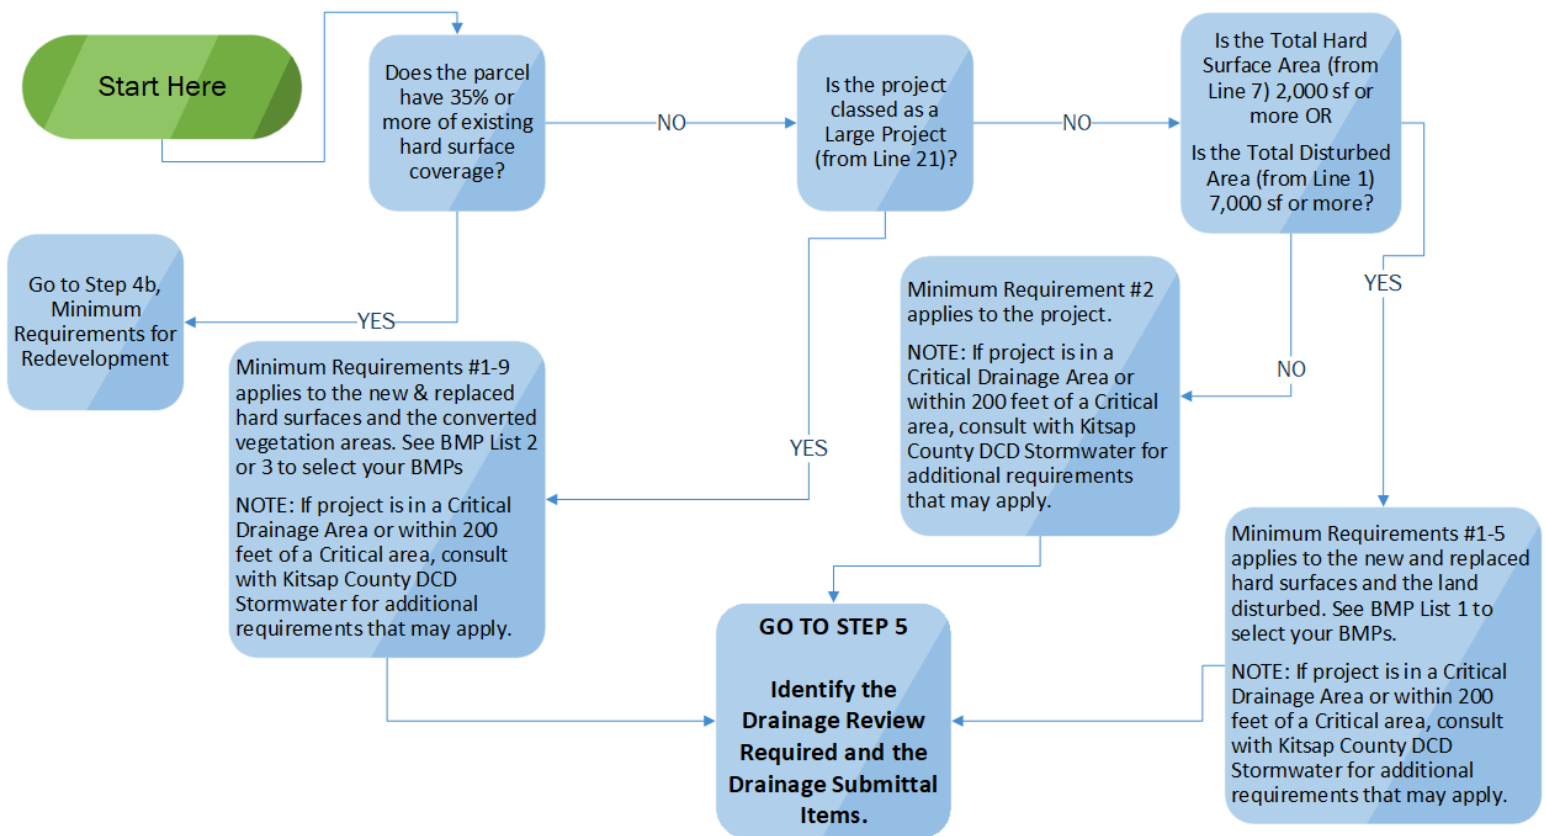 Start Here
Does the parcel
have 35% or
more of existing
hard surface
coverage?
NO
Is the project
classed as a
Large Project
(from Line 21)?
NO
Is the Total Hard
Surface Area (from
Line 7) 2,000 sf or
more OR
Is the Total Disturbed
Area (from Line 1)
7,000 sf or more?
YES
Go to Step 4b,
Minimum
Requirements for
Redevelopment
YES
Minimum Requirements #1-9
applies to the new & replaced
hard surfaces and the converted
vegetation areas. See BMP List 2
or 3 to select your BMPs
NOTE: If project is in a Critical
Drainage Area or within 200
feet of a Critical area, consult
with Kitsap County DCD
Stormwater for additional
requirements that may apply.
YES
Minimum Requirement #2
applies to the project.
NOTE: If project is in a
Critical Drainage Area or
within 200 feet of a Critical
area, consult with Kitsap
County DCD Stormwater for
additional requirements
that may apply.
NO
Minimum Requirements #1-5
applies to the new and replaced
hard surfaces and the land
disturbed. See BMP List 1 to
select your BMPs.
NOTE: If project is in a Critical
Drainage Area or within 200
feet of a Critical area, consult
with Kitsap County DCD
Stormwater for additional
requirements that may apply.
GO TO STEP 5
Identify the
Drainage Review
Required and the
Drainage Submittal
Items.